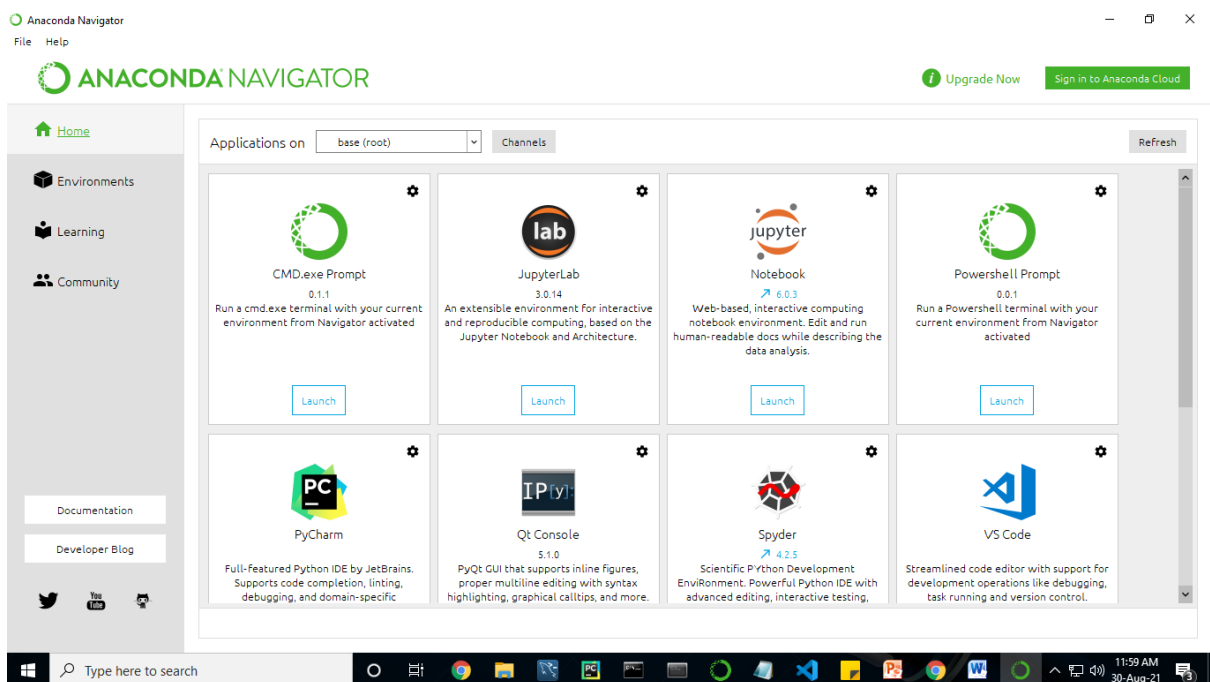 Anaconda Navigator
File Help
ANACONDA NAVIGATOR
i Upgrade Now
Sign in to Anaconda Cloud
Home
Environments
Learning
Community
Documentation
Developer Blog
You
Tube
Applications on base (root) Channels Refresh
CMD.exe Prompt
0.1.1
Run a cmd.exe terminal with your current
environment from Navigator activated
Launch
lab
JupyterLab
3.0.14
An extensible environment for interactive
and reproducible computing, based on the
Jupyter Notebook and Architecture.
Launch
jupyter
Notebook
6.0.3
Web-based, interactive computing
notebook environment. Edit and run
human-readable docs while describing the
data analysis.
Launch
Powershell Prompt
0.0.1
Run a Powershell terminal with your
current environment from Navigator
activated
Launch
PC
PyCharm
Full-featured Python IDE by JetBrains.
Supports code completion, linting,
debugging, and domain-specific
IP[y]:
Qt Console
5.1.0
PyQt GUI that supports inline figures,
proper multiline editing with syntax
highlighting, graphical calltips, and more.
Spyder
4.2.5
Scientific PYthon Development
EnviRonment. Powerful Python IDE with
advanced editing, interactive testing,
VS Code
Streamlined code editor with support for
development operations like debugging,
task running and version control.
Type here to search
PC
W
11:59 AM
30-Aug-21
3